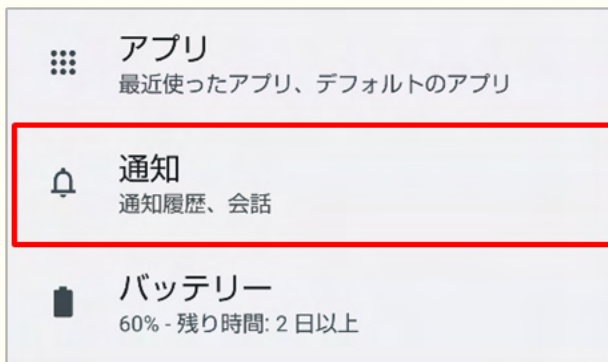 アプリ
最近使ったアプリ、デフォルトのアプリ
通知
通知履歴、会話
バッテリー
60% - 残り時間: 2 日以上